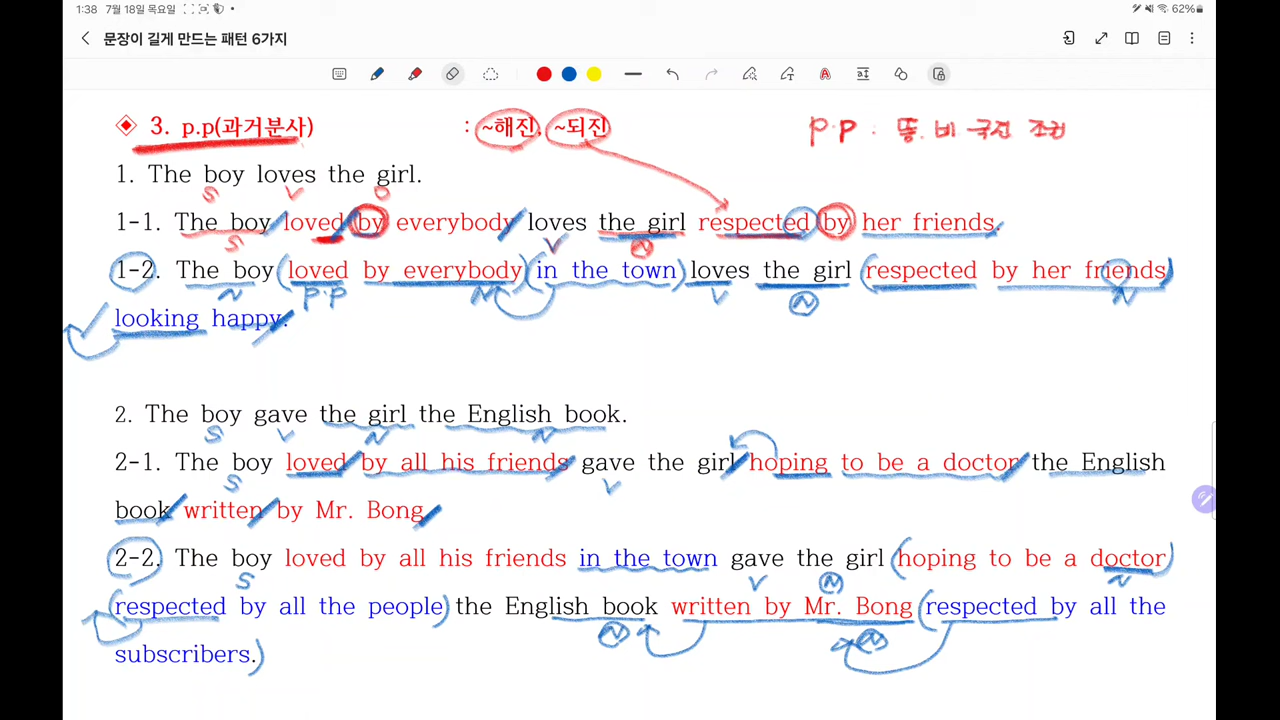 1:38 7월 18일 목요일 62%
문장이 길게 만드는 패턴 6가지
3. p.p(과거분사) : ~해진, ~되진 P.P : 똥. 비 극진 조건
1. The boy loves the girl.
S V O
1-1. The boy loved by everybody loves the girl respected by her friends.
S V N
1-2. The boy (loved by everybody) (in the town) loves the girl (respected by her friends)
N P.P N V N N
looking happy.
2. The boy gave the girl the English book.
S V N N
2-1. The boy loved by all his friends gave the girl hoping to be a doctor the English
S V
book written by Mr. Bong
2-2. The boy loved by all his friends in the town gave the girl (hoping to be a doctor)
S V N N
(respected by all the people) the English book written by Mr. Bong (respected by all the
N N
subscribers.)